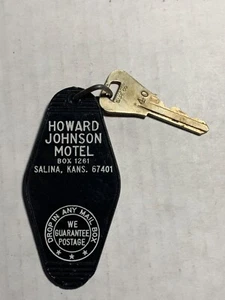 HOWARD
JOHNSON
MOTEL
BOX 1261
SALINA, KANS. 67401
DROP IN ANY MAIL BOX
WE
GUARANTEE
POSTAGE